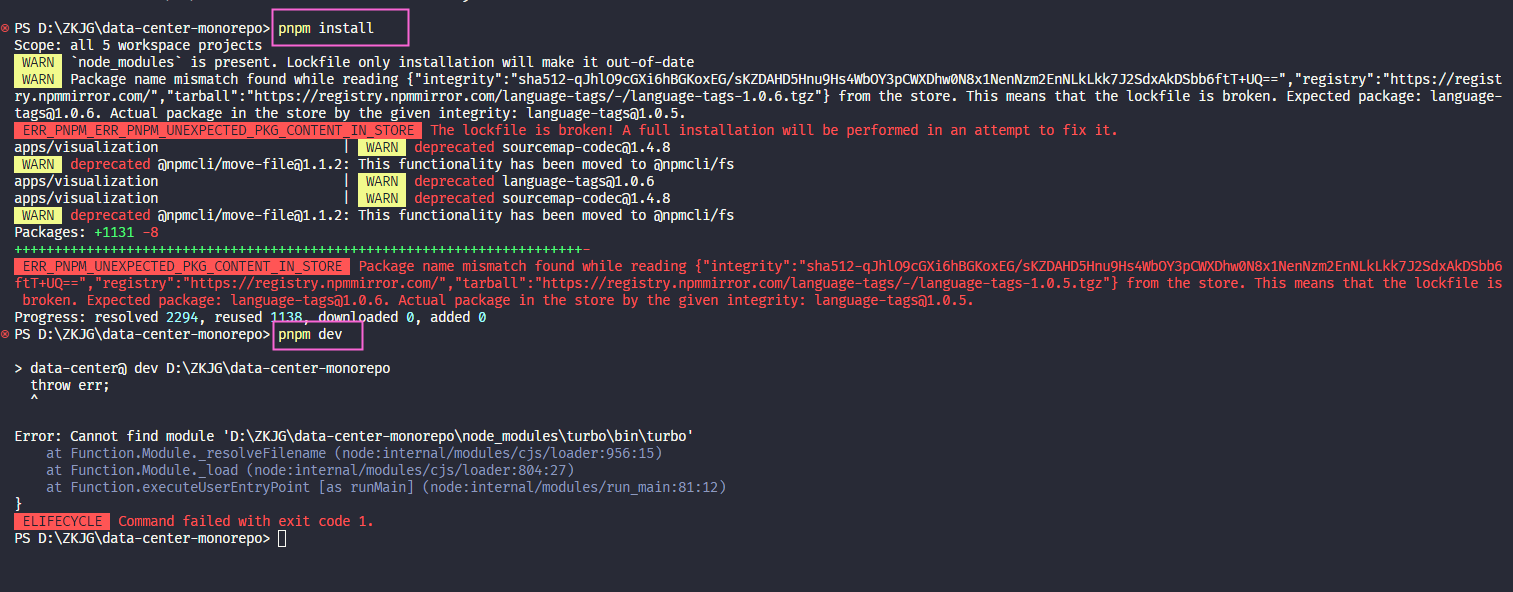 PS D:\ZKJG\data-center-monorepo> pnpm install
Scope: all 5 workspace projects
WARN `node_modules` is present. Lockfile only installation will make it out-of-date
WARN Package name mismatch found while reading {"integrity":"sha512-qJhlO9cGXi6hBGKoxEG/sKZDAHD5Hnu9Hs4WbOY3pCWXDhw0N8x1NenNzm2EnNLkLkk7J2SdxAkDSbb6ftT+UQ==","registry":"https://regist
ry.npmmirror.com/","tarball":"https://registry.npmmirror.com/language-tags/-/language-tags-1.0.6.tgz"} from the store. This means that the lockfile is broken. Expected package: language-
tags@1.0.6. Actual package in the store by the given integrity: language-tags@1.0.5.
ERR_PNPM_ERR_PNPM_UNEXPECTED_PKG_CONTENT_IN_STORE The lockfile is broken! A full installation will be performed in an attempt to fix it.
apps/visualization | WARN deprecated sourcemap-codec@1.4.8
WARN deprecated @npmcli/move-file@1.1.2: This functionality has been moved to @npmcli/fs
apps/visualization | WARN deprecated language-tags@1.0.6
apps/visualization | WARN deprecated sourcemap-codec@1.4.8
WARN deprecated @npmcli/move-file@1.1.2: This functionality has been moved to @npmcli/fs
Packages: +1131 -8
+++++++++++++++++++++++++++++++++++++++++++++++++++++++++++++++++++++++-
ERR_PNPM_UNEXPECTED_PKG_CONTENT_IN_STORE Package name mismatch found while reading {"integrity":"sha512-qJhlO9cGXi6hBGKoxEG/sKZDAHD5Hnu9Hs4WbOY3pCWXDhw0N8x1NenNzm2EnNLkLkk7J2SdxAkDSbb6
ftT+UQ==","registry":"https://registry.npmmirror.com/","tarball":"https://registry.npmmirror.com/language-tags/-/language-tags-1.0.5.tgz"} from the store. This means that the lockfile is
broken. Expected package: language-tags@1.0.6. Actual package in the store by the given integrity: language-tags@1.0.5.
Progress: resolved 2294, reused 1138, downloaded 0, added 0
PS D:\ZKJG\data-center-monorepo> pnpm dev
> data-center@ dev D:\ZKJG\data-center-monorepo
throw err;
^
Error: Cannot find module 'D:\ZKJG\data-center-monorepo\node_modules\turbo\bin\turbo'
at Function.Module._resolveFilename (node:internal/modules/cjs/loader:956:15)
at Function.Module._load (node:internal/modules/cjs/loader:804:27)
at Function.executeUserEntryPoint [as runMain] (node:internal/modules/run_main:81:12)
}
ELIFECYCLE Command failed with exit code 1.
PS D:\ZKJG\data-center-monorepo>